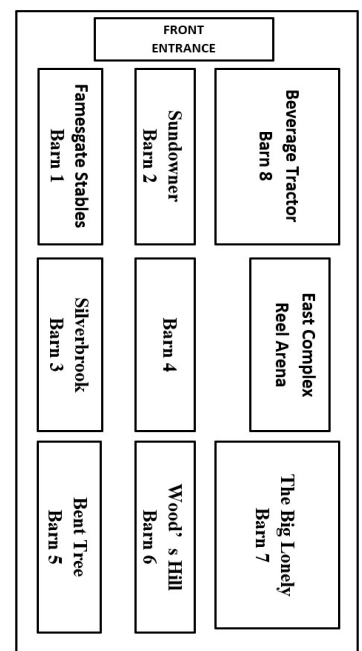 FRONT
ENTRANCE
Famesgate Stables
Barn 1
Sundowner
Barn 2
Beverage Tractor
Barn 8
Silverbrook
Barn 3
Barn 4
East Complex
Reel Arena
Bent Tree
Barn 5
Wood’s Hill
Barn 6
The Big Lonely
Barn 7